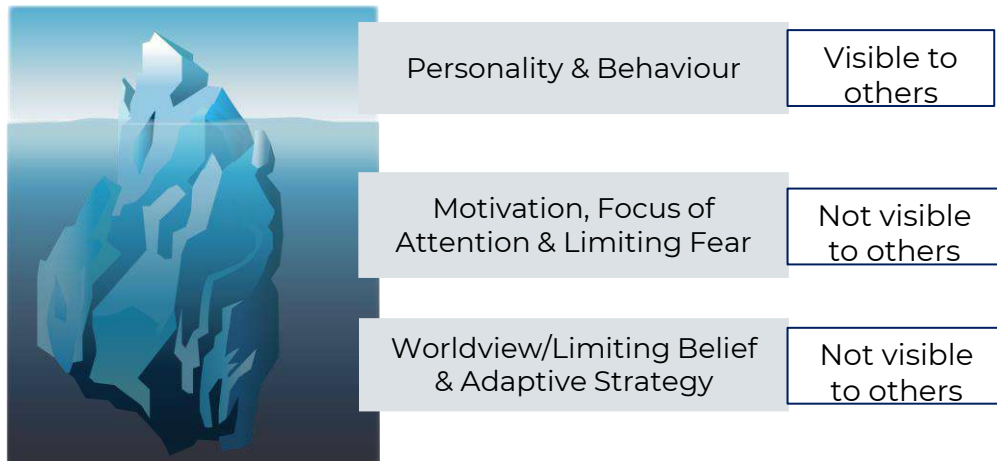 Personality & Behaviour
Visible to
others
Motivation, Focus of
Attention & Limiting Fear
Not visible
to others
Worldview/Limiting Belief
& Adaptive Strategy
Not visible
to others